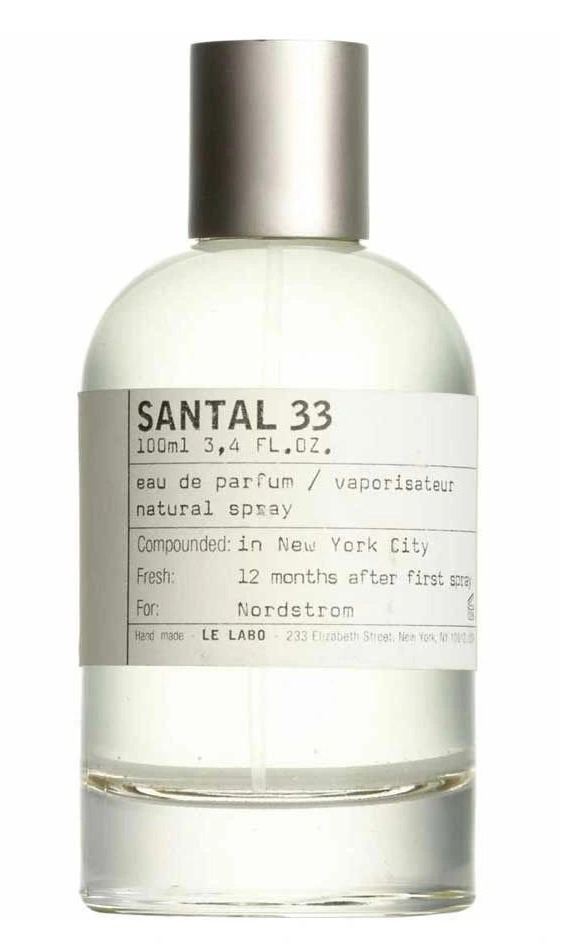 SANTAL 33
100ml 3,4 FL.OZ.
eau de parfum / vaporisateur
natural spray
Compounded: in New York City
Fresh: 12 months after first spray
For: Nordstrom
Hand made - LE LABO - 233 Elizabeth Street, New York, NY